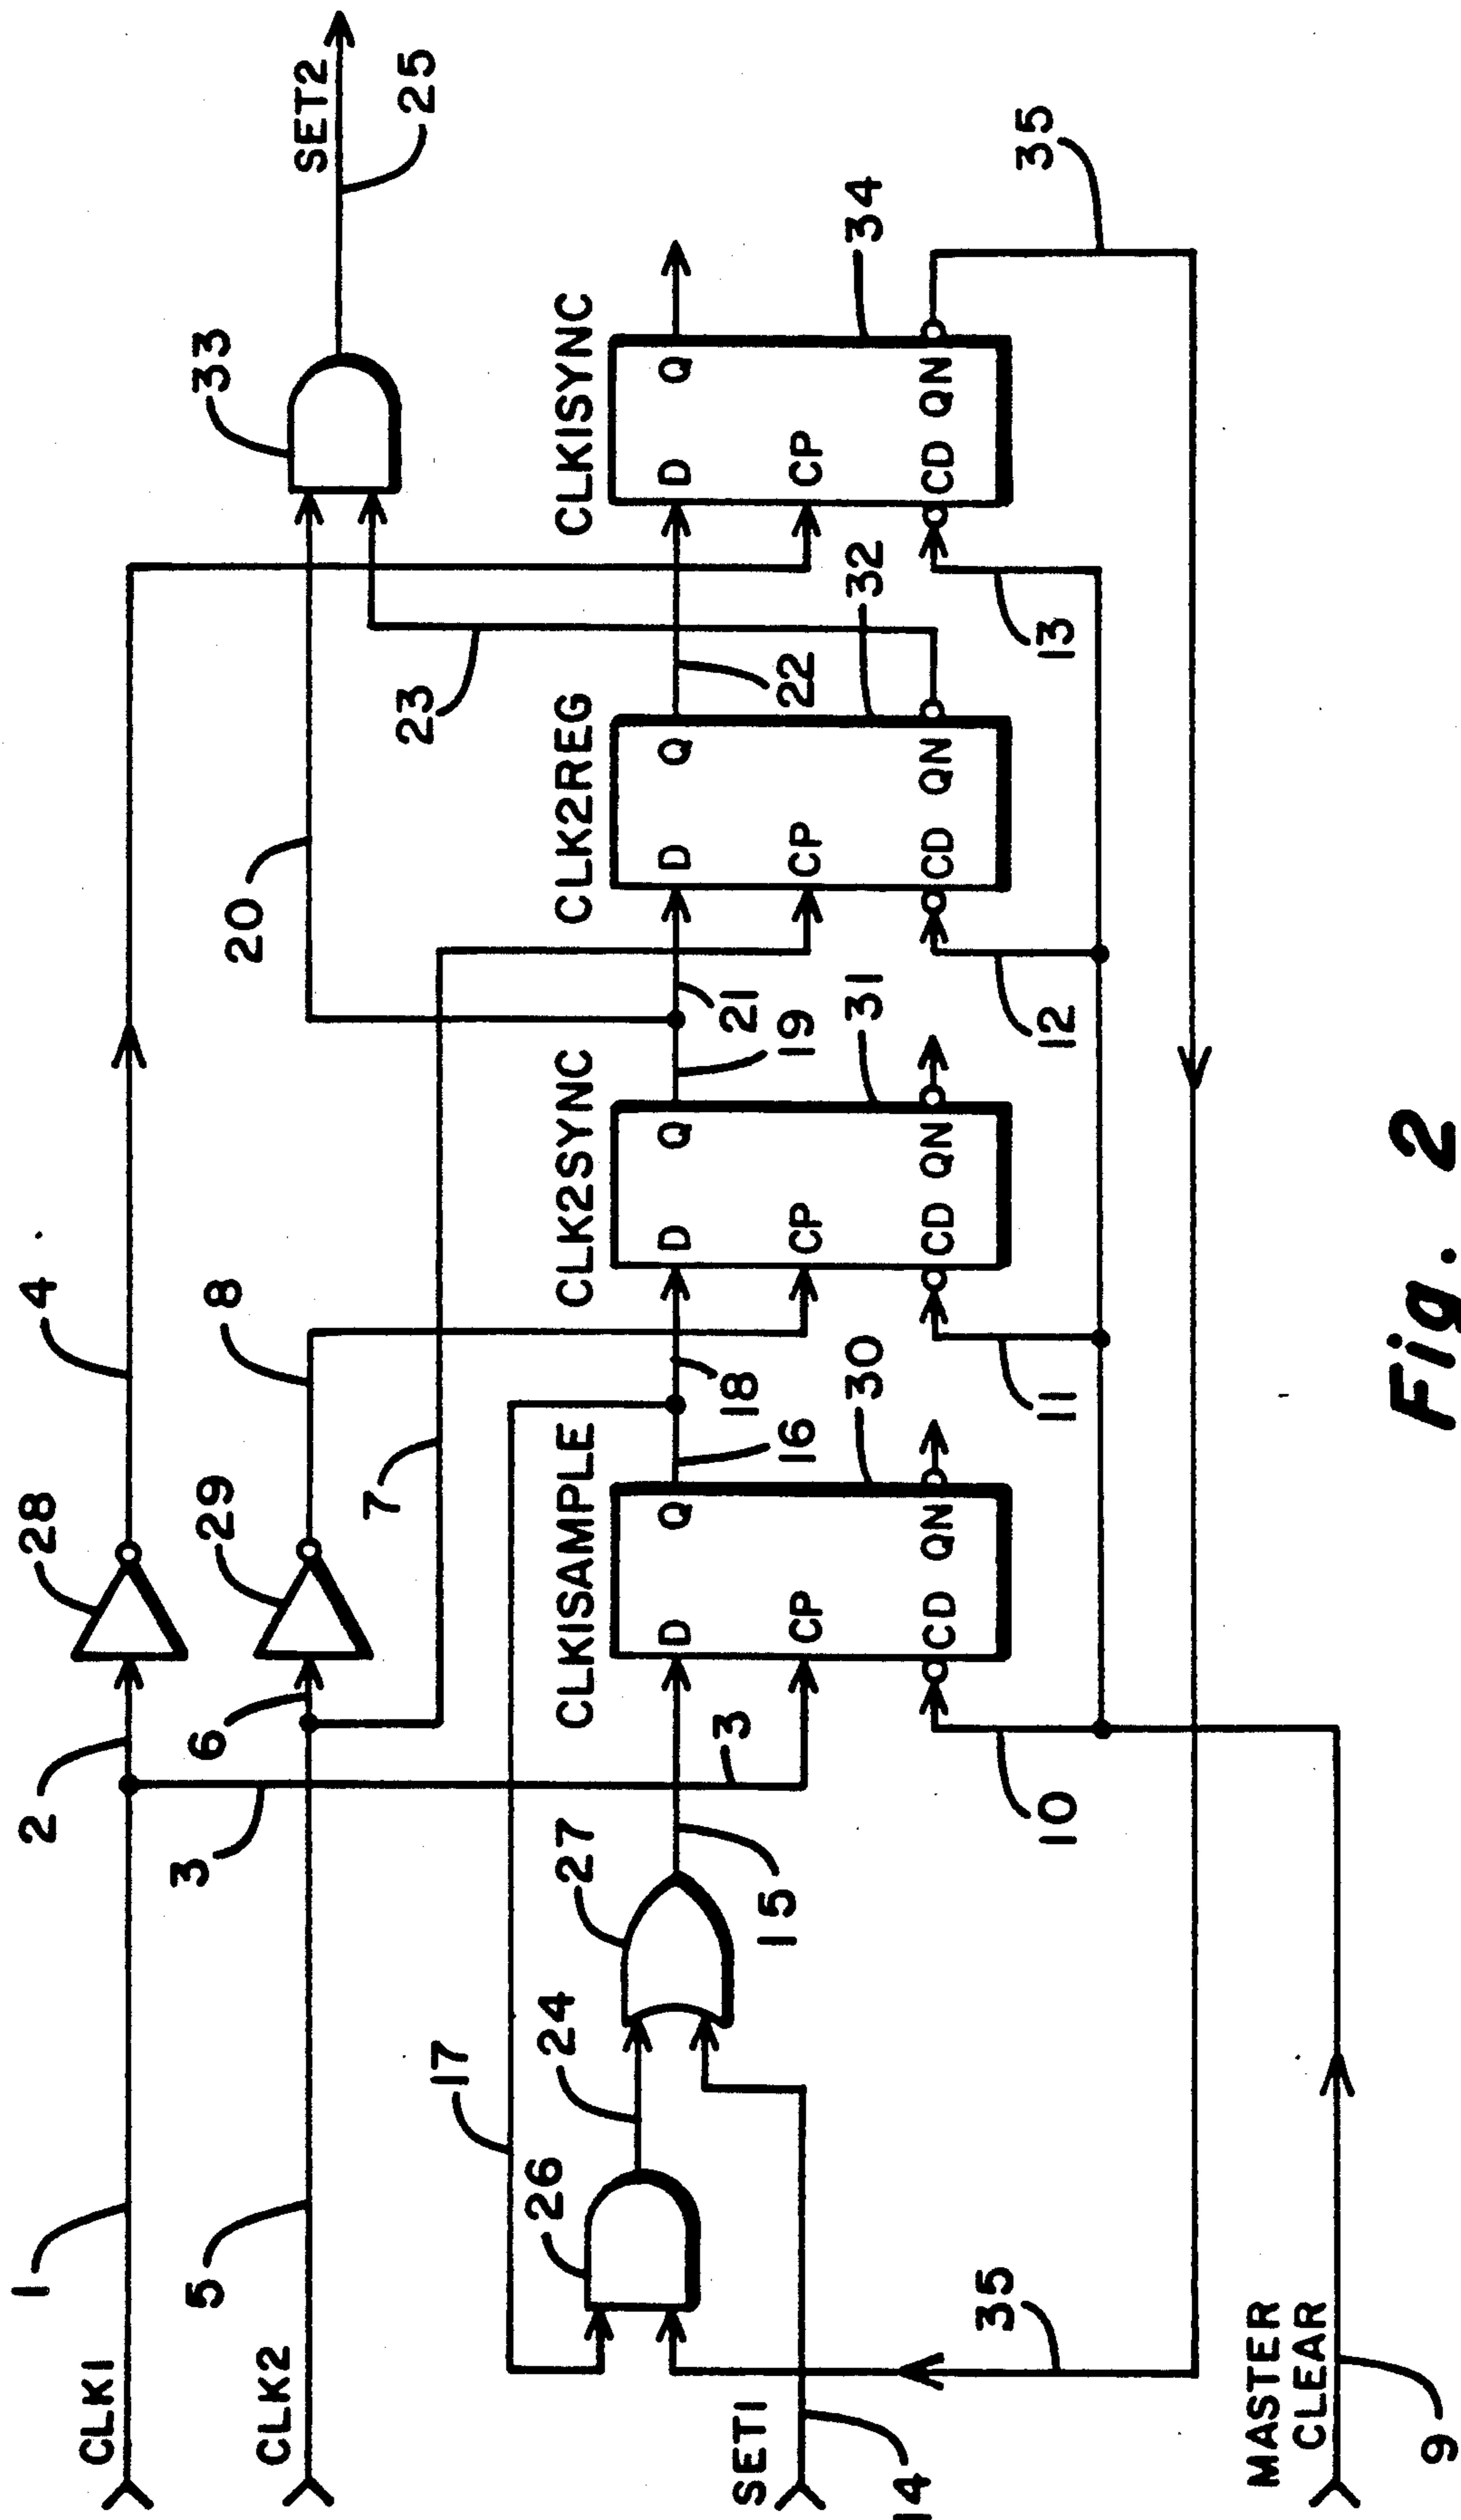 CLK1
1
2
28
4
CLK2
5
3
6
29
8
7
20
23
33
SET2
25
17
26
24
27
15
3
SET1
14
35
CLK1SAMPLE
D
Q
CP
CD QN
30
16
18
10
CLK2SYNC
D
Q
CP
CD QN
31
19
21
11
CLK2REG
D
Q
CP
CD QN
32
22
12
CLK1SYNC
D
Q
CP
CD QN
34
13
35
MASTER
CLEAR
9
Fig. 2